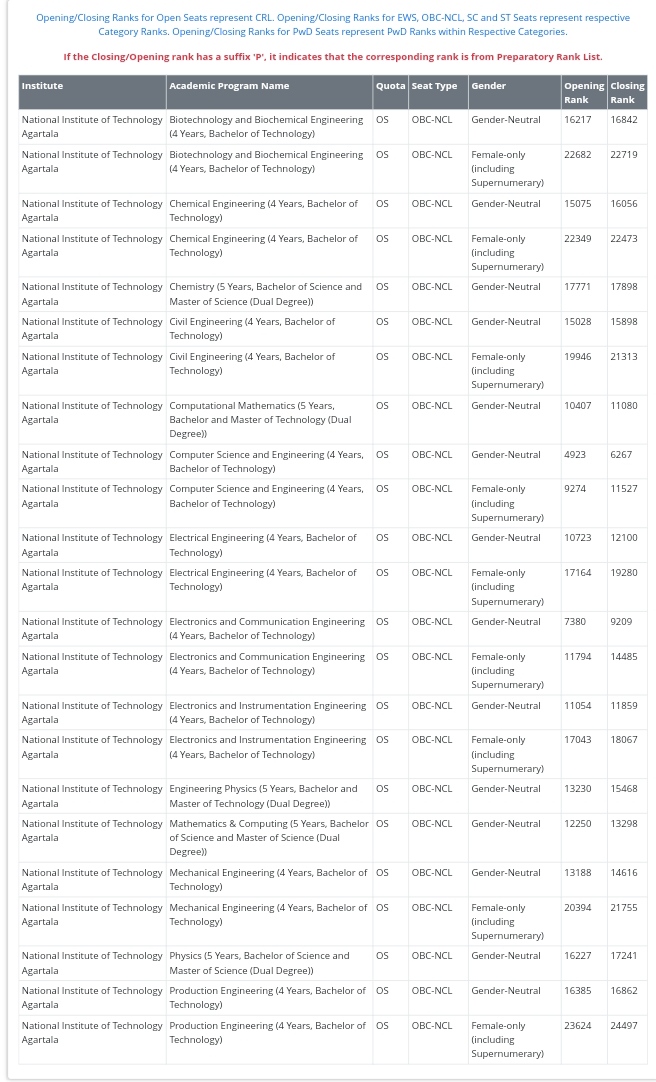 Opening/Closing Ranks for Open Seats represent CRL. Opening/Closing Ranks for EWS, OBC-NCL, SC and ST Seats represent respective
Category Ranks. Opening/Closing Ranks for PwD Seats represent PwD Ranks within Respective Categories.
If the Closing/Opening rank has a suffix 'P', it indicates that the corresponding rank is from Preparatory Rank List.
Institute Academic Program Name Quota Seat Type Gender Opening Closing
Rank Rank
National Institute of Technology Biotechnology and Biochemical Engineering OS OBC-NCL Gender-Neutral 16217 16842
Agartala (4 Years, Bachelor of Technology)
National Institute of Technology Biotechnology and Biochemical Engineering OS OBC-NCL Female-only 22682 22719
Agartala (4 Years, Bachelor of Technology) (including
Supernumerary)
National Institute of Technology Chemical Engineering (4 Years, Bachelor of OS OBC-NCL Gender-Neutral 15075 16056
Agartala Technology)
National Institute of Technology Chemical Engineering (4 Years, Bachelor of OS OBC-NCL Female-only 22349 22473
Agartala Technology) (including
Supernumerary)
National Institute of Technology Chemistry (5 Years, Bachelor of Science and OS OBC-NCL Gender-Neutral 17771 17898
Agartala Master of Science (Dual Degree))
National Institute of Technology Civil Engineering (4 Years, Bachelor of OS OBC-NCL Gender-Neutral 15028 15898
Agartala Technology)
National Institute of Technology Civil Engineering (4 Years, Bachelor of OS OBC-NCL Female-only 19946 21313
Agartala Technology) (including
Supernumerary)
National Institute of Technology Computational Mathematics (5 Years, OS OBC-NCL Gender-Neutral 10407 11080
Agartala Bachelor and Master of Technology (Dual
Degree))
National Institute of Technology Computer Science and Engineering (4 Years, OS OBC-NCL Gender-Neutral 4923 6267
Agartala Bachelor of Technology)
National Institute of Technology Computer Science and Engineering (4 Years, OS OBC-NCL Female-only 9274 11527
Agartala Bachelor of Technology) (including
Supernumerary)
National Institute of Technology Electrical Engineering (4 Years, Bachelor of OS OBC-NCL Gender-Neutral 10723 12100
Agartala Technology)
National Institute of Technology Electrical Engineering (4 Years, Bachelor of OS OBC-NCL Female-only 17164 19280
Agartala Technology) (including
Supernumerary)
National Institute of Technology Electronics and Communication Engineering OS OBC-NCL Gender-Neutral 7380 9209
Agartala (4 Years, Bachelor of Technology)
National Institute of Technology Electronics and Communication Engineering OS OBC-NCL Female-only 11794 14485
Agartala (4 Years, Bachelor of Technology) (including
Supernumerary)
National Institute of Technology Electronics and Instrumentation Engineering OS OBC-NCL Gender-Neutral 11054 11859
Agartala (4 Years, Bachelor of Technology)
National Institute of Technology Electronics and Instrumentation Engineering OS OBC-NCL Female-only 17043 18067
Agartala (4 Years, Bachelor of Technology) (including
Supernumerary)
National Institute of Technology Engineering Physics (5 Years, Bachelor and OS OBC-NCL Gender-Neutral 13230 15468
Agartala Master of Technology (Dual Degree))
National Institute of Technology Mathematics & Computing (5 Years, Bachelor OS OBC-NCL Gender-Neutral 12250 13298
Agartala of Science and Master of Science (Dual
Degree))
National Institute of Technology Mechanical Engineering (4 Years, Bachelor of OS OBC-NCL Gender-Neutral 13188 14616
Agartala Technology)
National Institute of Technology Mechanical Engineering (4 Years, Bachelor of OS OBC-NCL Female-only 20394 21755
Agartala Technology) (including
Supernumerary)
National Institute of Technology Physics (5 Years, Bachelor of Science and OS OBC-NCL Gender-Neutral 16227 17241
Agartala Master of Science (Dual Degree))
National Institute of Technology Production Engineering (4 Years, Bachelor of OS OBC-NCL Gender-Neutral 16385 16862
Agartala Technology)
National Institute of Technology Production Engineering (4 Years, Bachelor of OS OBC-NCL Female-only 23624 24497
Agartala Technology) (including
Supernumerary)